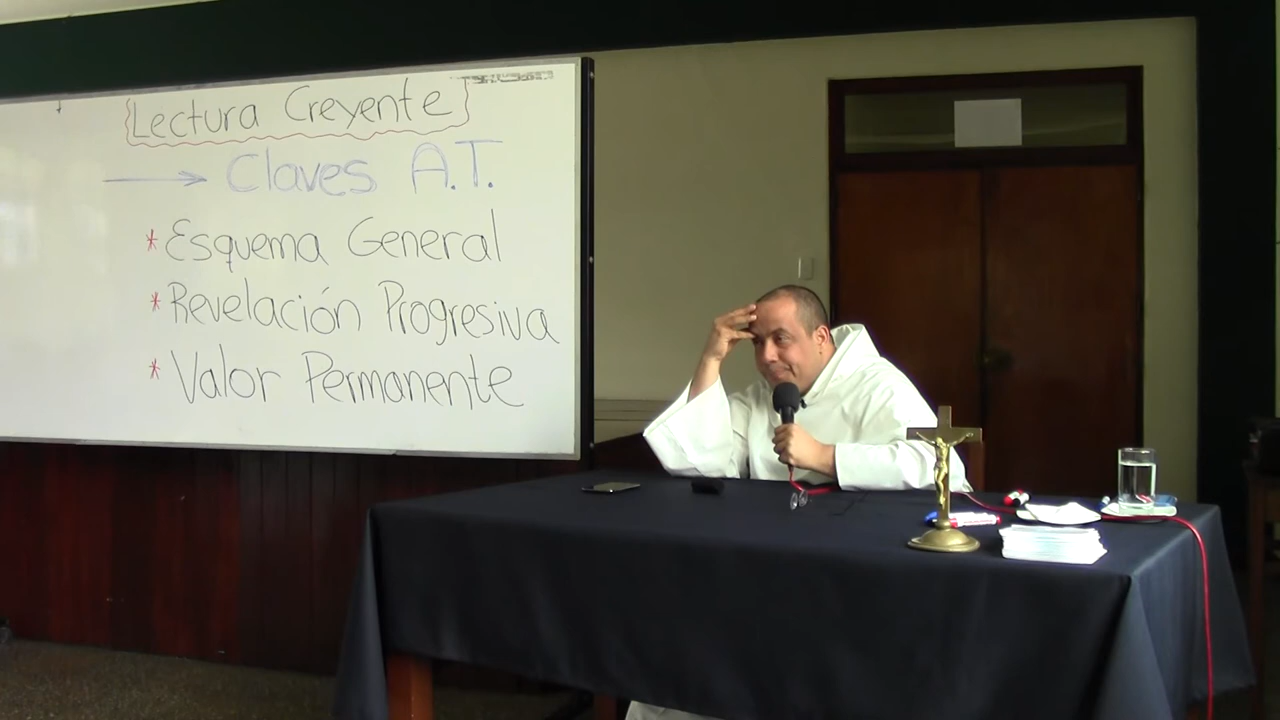 Lectura Creyente
Claves A.T.
* Esquema General
* Revelación Progresiva
* Valor Permanente